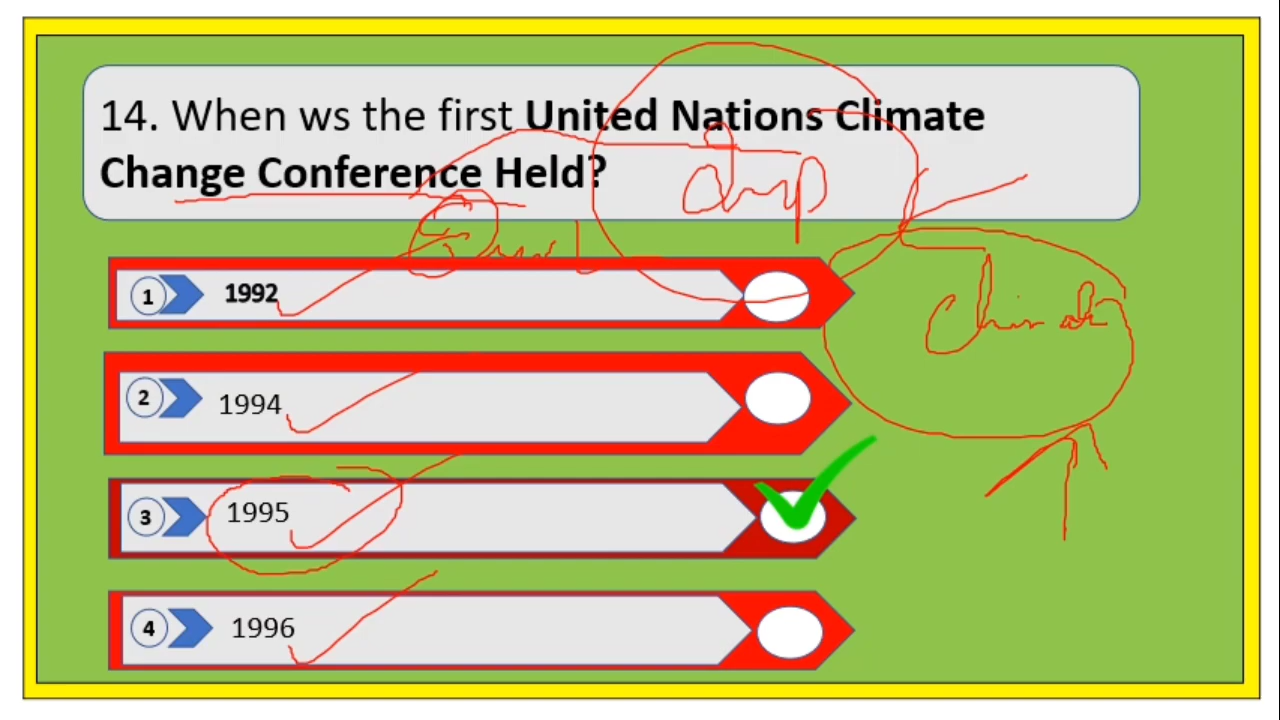 14. When ws the first United Nations Climate
Change Conference Held?
1 1992
2 1994
3 1995
4 1996